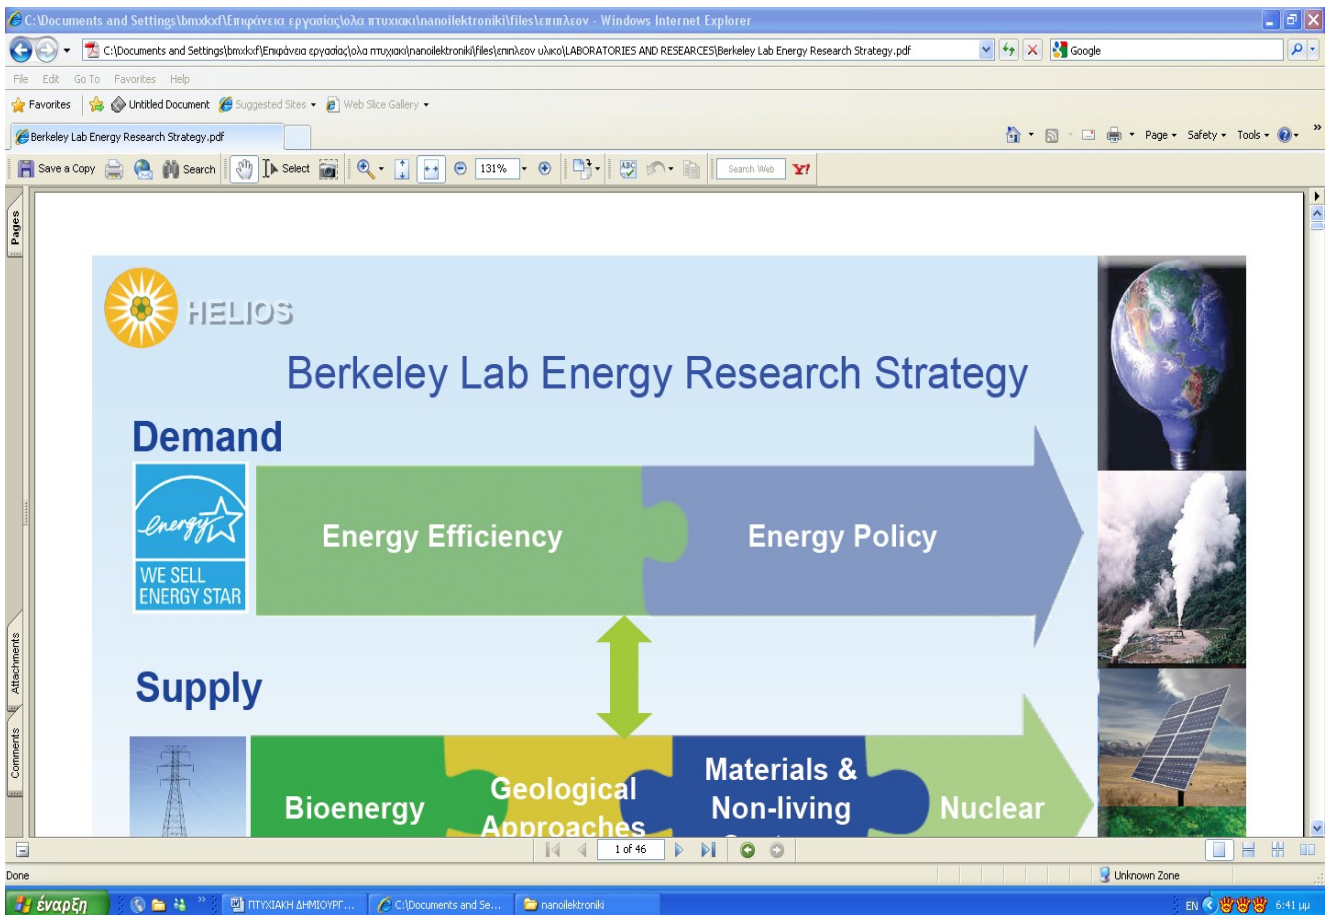 C:\Documents and Settings\bmxkxf\Επιφάνεια εργασίας\ολα πτυχιακι\nanoilektroniki\files\επιπλεον - Windows Internet Explorer
C:\Documents and Settings\bmxkxf\Επιφάνεια εργασίας\ολα πτυχιακι\nanoilektroniki\files\επιπλεον υλικο\LABORATORIES AND RESEARCES\Berkeley Lab Energy Research Strategy.pdf
Google
File Edit Go To Favorites Help
Favorites Untitled Document Suggested Sites Web Slice Gallery
Berkeley Lab Energy Research Strategy.pdf
Page Safety Tools »
Save a Copy Search Select 131% Search Web Y!
Pages
HELIOS
Berkeley Lab Energy Research Strategy
Demand
energy
WE SELL
ENERGY STAR
Energy Efficiency
Energy Policy
Attachments
Supply
Comments
Bioenergy
Geological
Approaches
Materials &
Non-living
Nuclear
1 of 46
Done
Unknown Zone
έναρξη » ΠΤΥΧΙΑΚΗ ΔΗΜΙΟΥΡΓ... C:\Documents and Se... nanoilektroniki EN 6:41 μμ